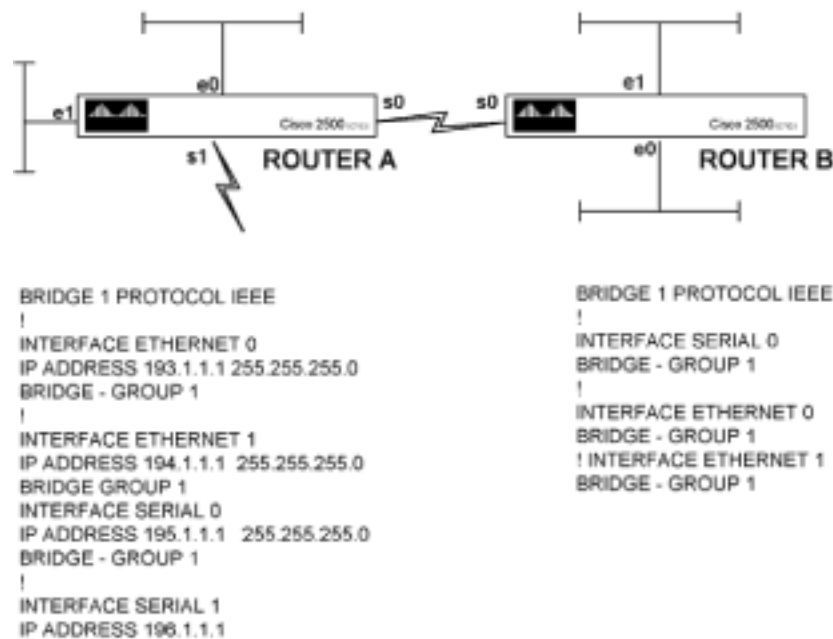 e0
e1
Cisco 2500
s0
s1
ROUTER A
s0
e1
Cisco 2500
e0
ROUTER B
BRIDGE 1 PROTOCOL IEEE
!
INTERFACE ETHERNET 0
IP ADDRESS 193.1.1.1 255.255.255.0
BRIDGE - GROUP 1
!
INTERFACE ETHERNET 1
IP ADDRESS 194.1.1.1 255.255.255.0
BRIDGE GROUP 1
INTERFACE SERIAL 0
IP ADDRESS 195.1.1.1 255.255.255.0
BRIDGE - GROUP 1
!
INTERFACE SERIAL 1
IP ADDRESS 196.1.1.1
BRIDGE 1 PROTOCOL IEEE
!
INTERFACE SERIAL 0
BRIDGE - GROUP 1
!
INTERFACE ETHERNET 0
BRIDGE - GROUP 1
! INTERFACE ETHERNET 1
BRIDGE - GROUP 1